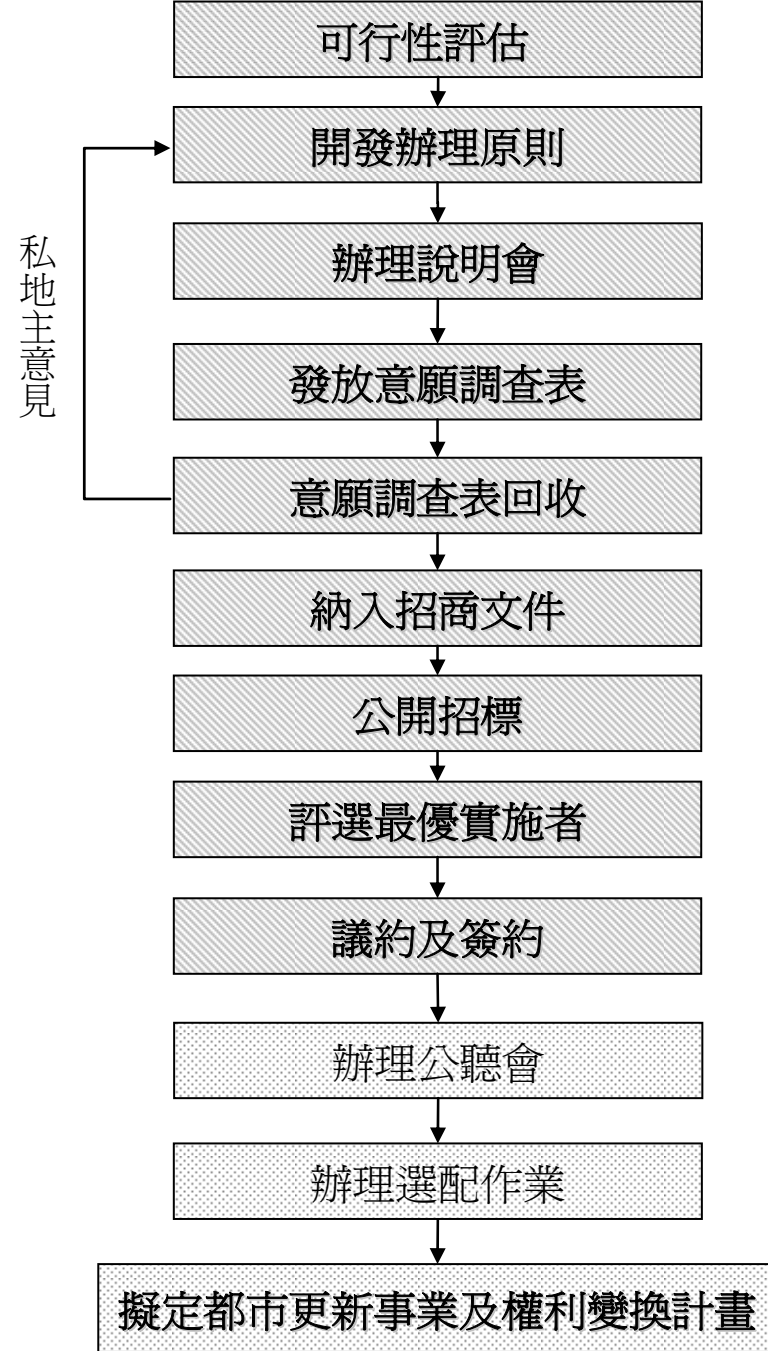 可行性評估
開發辦理原則
辦理說明會
發放意願調查表
意願調查表回收
私地主意見
納入招商文件
公開招標
評選最優實施者
議約及簽約
辦理公聽會
辦理選配作業
擬定都市更新事業及權利變換計畫